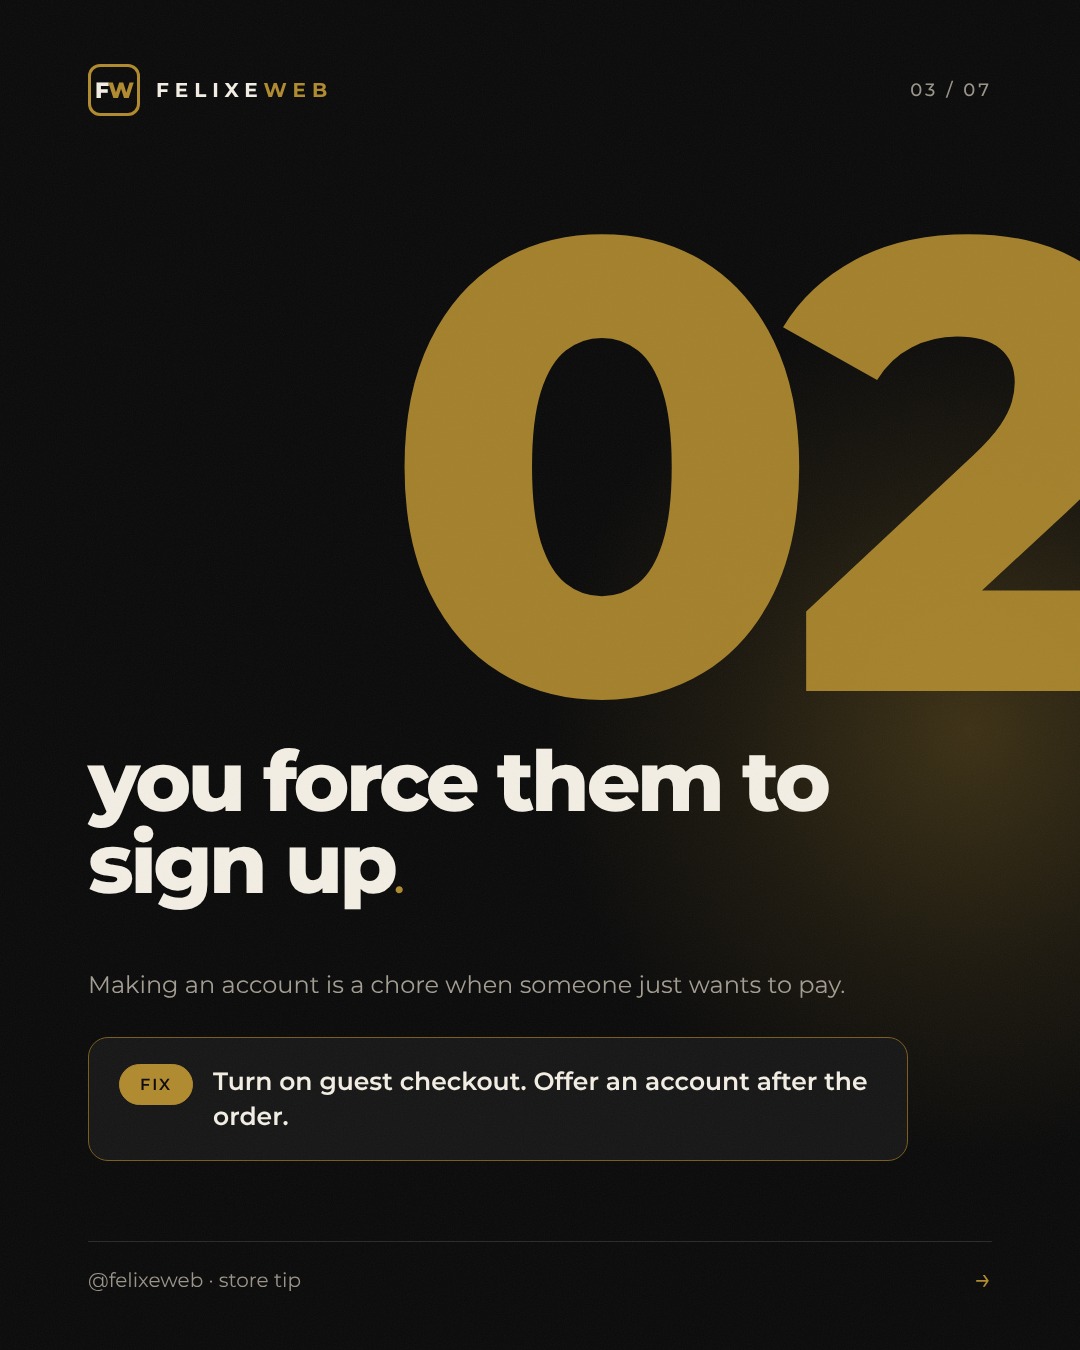 FW FELIXEWEB
03 / 07
02
you force them to
sign up.
Making an account is a chore when someone just wants to pay.
FIX
Turn on guest checkout. Offer an account after the
order.
@felixeweb · store tip
→